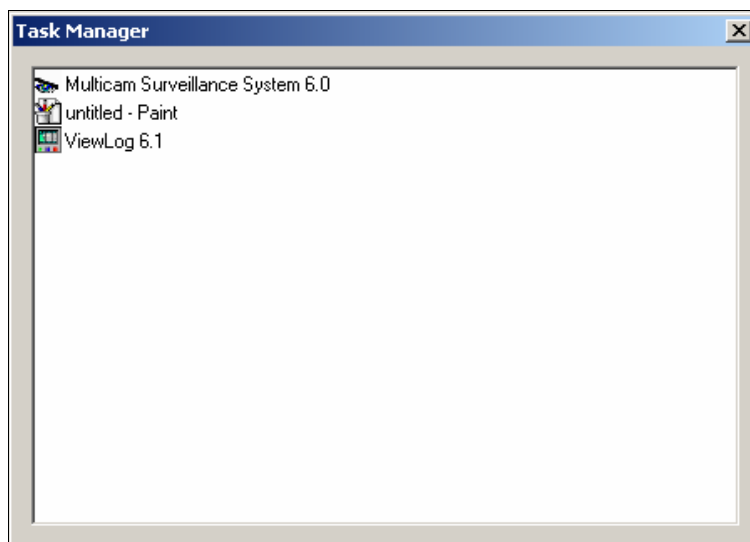 Task Manager
Multicam Surveillance System 6.0
untitled - Paint
ViewLog 6.1